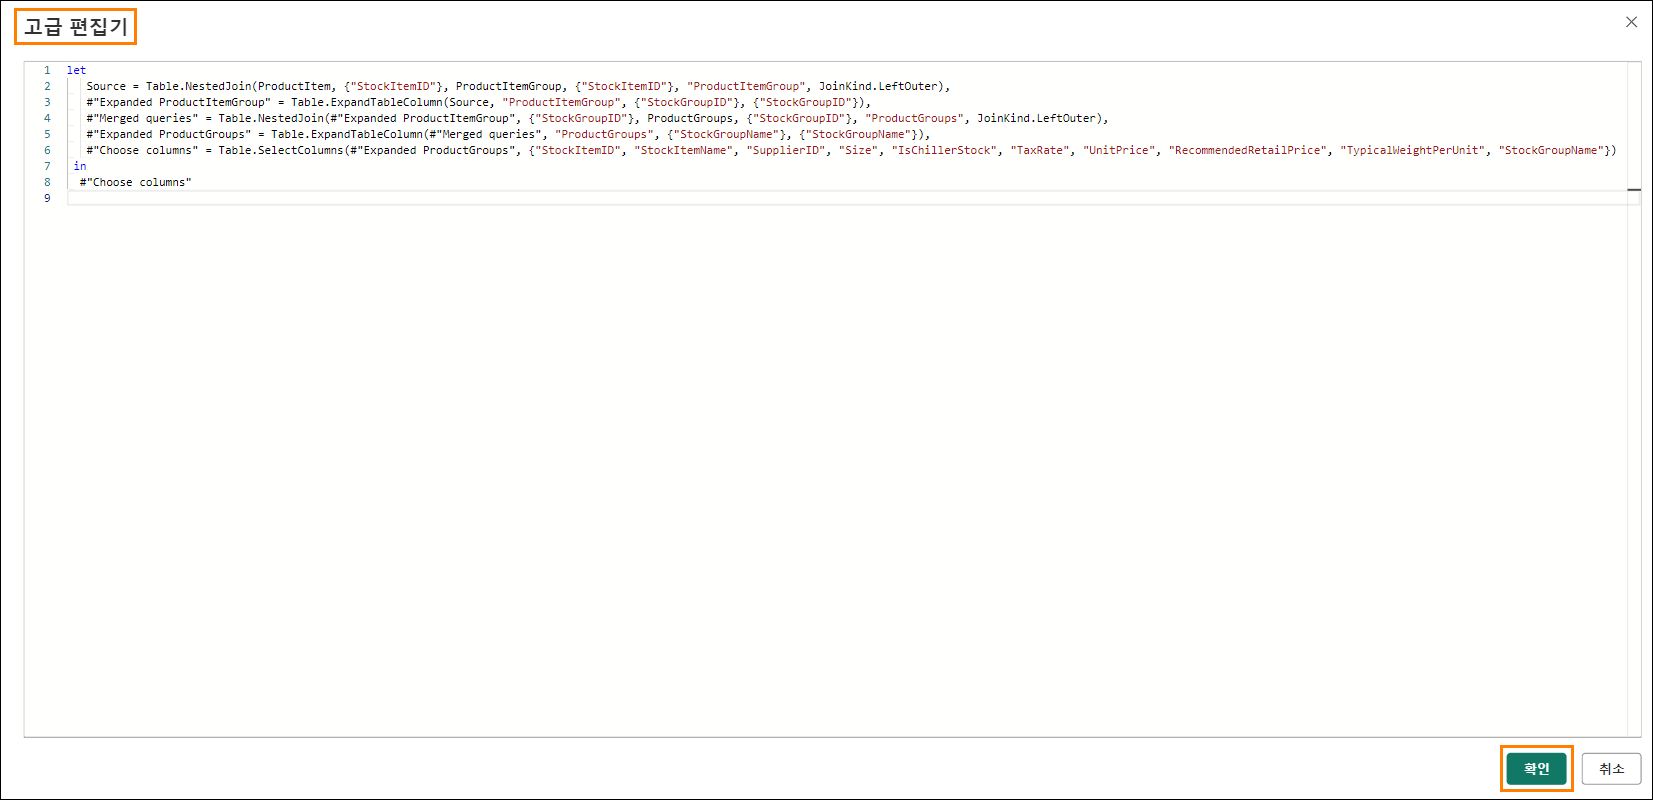 고급 편집기
1 let
2 Source = Table.NestedJoin(ProductItem, {"StockItemID"}, ProductItemGroup, {"StockItemID"}, "ProductItemGroup", JoinKind.LeftOuter),
3 #"Expanded ProductItemGroup" = Table.ExpandTableColumn(Source, "ProductItemGroup", {"StockGroupID"}, {"StockGroupID"}),
4 #"Merged queries" = Table.NestedJoin(#"Expanded ProductItemGroup", {"StockGroupID"}, ProductGroups, {"StockGroupID"}, "ProductGroups", JoinKind.LeftOuter),
5 #"Expanded ProductGroups" = Table.ExpandTableColumn(#"Merged queries", "ProductGroups", {"StockGroupName"}, {"StockGroupName"}),
6 #"Choose columns" = Table.SelectColumns(#"Expanded ProductGroups", {"StockItemID", "StockItemName", "SupplierID", "Size", "IsChillerStock", "TaxRate", "UnitPrice", "RecommendedRetailPrice", "TypicalWeightPerUnit", "StockGroupName"})
7 in
8 #"Choose columns"
9
확인 취소